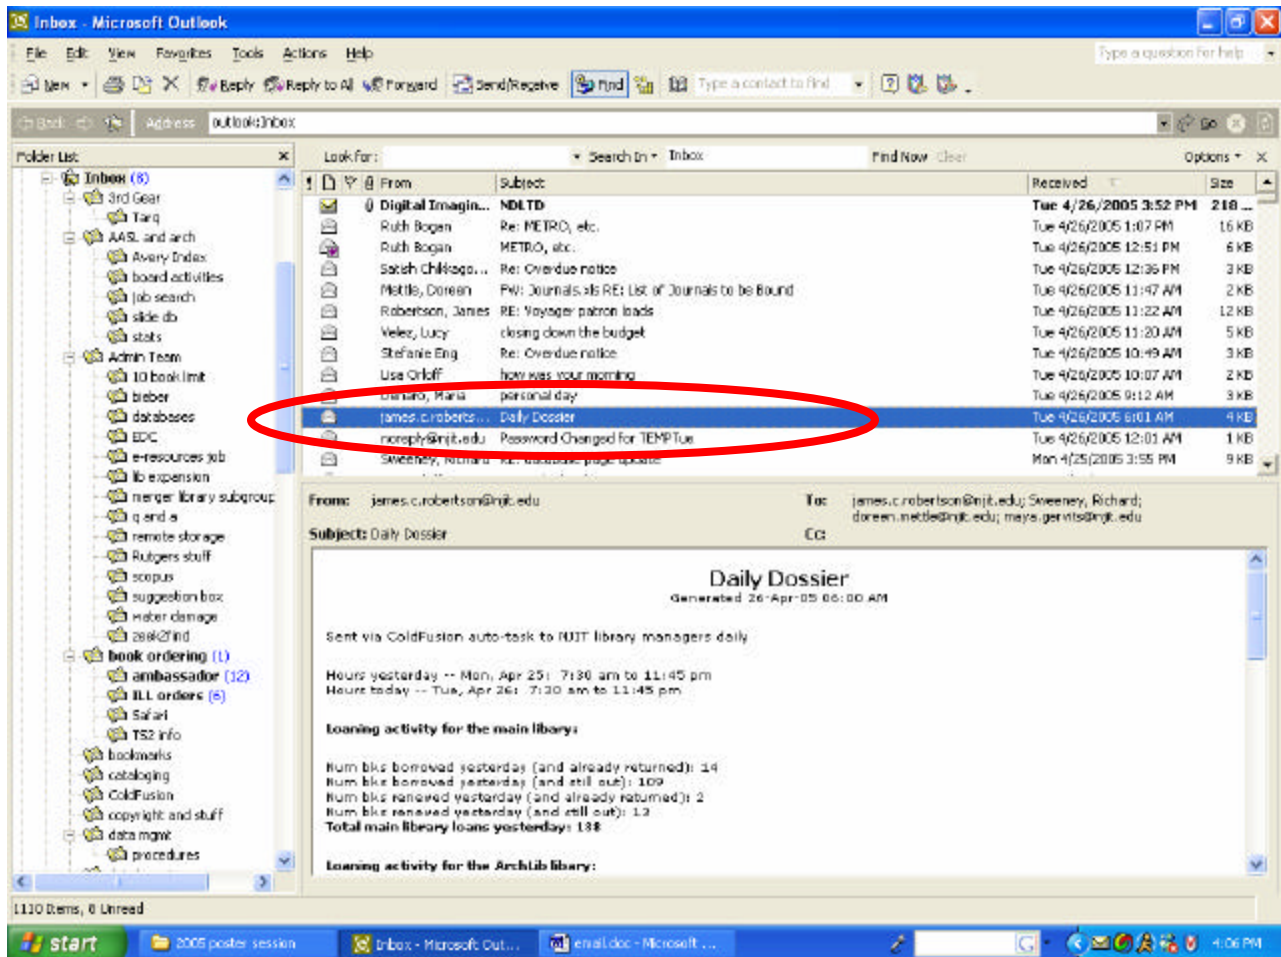 Inbox - Microsoft Outlook
File Edit View Favorites Tools Actions Help Type a question for help
New Reply Reply to All Forward Send/Receive Find Type a contact to find
Back Address outlook:Inbox Go
Folder List Look for: Search In Inbox Find Now Clear Options
Inbox (8)
3rd Gear
Targ
AASL and arch
Avery Index
board activities
job search
slide db
stats
Admin Team
10 book limit
bieber
databases
EDC
e-resources job
lib expansion
merger library subgroup
q and a
remote storage
Rutgers stuff
scopus
suggestion box
water damage
zeek2find
book ordering (1)
ambassador (12)
ILL orders (6)
Safari
TS2 info
bookmarks
cataloging
ColdFusion
copyright and stuff
data mgmt
procedures
From Subject Received Size
Digital Imagin... NDLTD Tue 4/26/2005 3:52 PM 218 ...
Ruth Bogan Re: METRO, etc. Tue 4/26/2005 1:07 PM 16 KB
Ruth Bogan METRO, etc. Tue 4/26/2005 12:51 PM 6 KB
Satish Chikkago... Re: Overdue notice Tue 4/26/2005 12:36 PM 3 KB
Mettle, Doreen FW: Journals.xls RE: List of Journals to be Bound Tue 4/26/2005 11:47 AM 2 KB
Robertson, James RE: Voyager patron loads Tue 4/26/2005 11:22 AM 12 KB
Velez, Lucy closing down the budget Tue 4/26/2005 11:20 AM 5 KB
Stefanie Eng Re: Overdue notice Tue 4/26/2005 10:49 AM 3 KB
Lisa Orloff how was your morning Tue 4/26/2005 10:07 AM 2 KB
Maria personal day Tue 4/26/2005 9:12 AM 3 KB
james.c.roberts... Daily Dossier Tue 4/26/2005 6:01 AM 4 KB
noreply@njit.edu Password Changed for TEMPTue Tue 4/26/2005 12:01 AM 1 KB
Sweeney, Richard RE: database page update Mon 4/25/2005 3:55 PM 9 KB
From: james.c.robertson@njit.edu To: james.c.robertson@njit.edu; Sweeney, Richard;
doreen.mettle@njit.edu; maya.gervits@njit.edu
Subject: Daily Dossier Cc:
Daily Dossier
Generated 26-Apr-05 06:00 AM
Sent via ColdFusion auto-task to NJIT library managers daily
Hours yesterday -- Mon, Apr 25: 7:30 am to 11:45 pm
Hours today -- Tue, Apr 26: 7:30 am to 11:45 pm
Loaning activity for the main libary:
Num bks borrowed yesterday (and already returned): 14
Num bks borrowed yesterday (and still out): 109
Num bks renewed yesterday (and already returned): 2
Num bks renewed yesterday (and still out): 13
Total main library loans yesterday: 138
Loaning activity for the ArchLib libary:
1110 Items, 8 Unread
start 2005 poster session Inbox - Microsoft Out... email.doc - Microsoft ... 4:06 PM